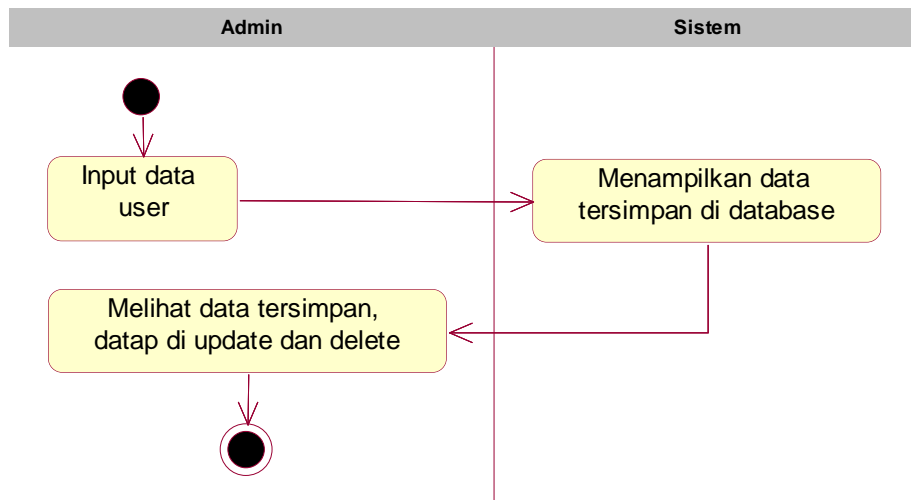 Admin
Sistem
Input data
user
Menampilkan data
tersimpan di database
Melihat data tersimpan,
datap di update dan delete